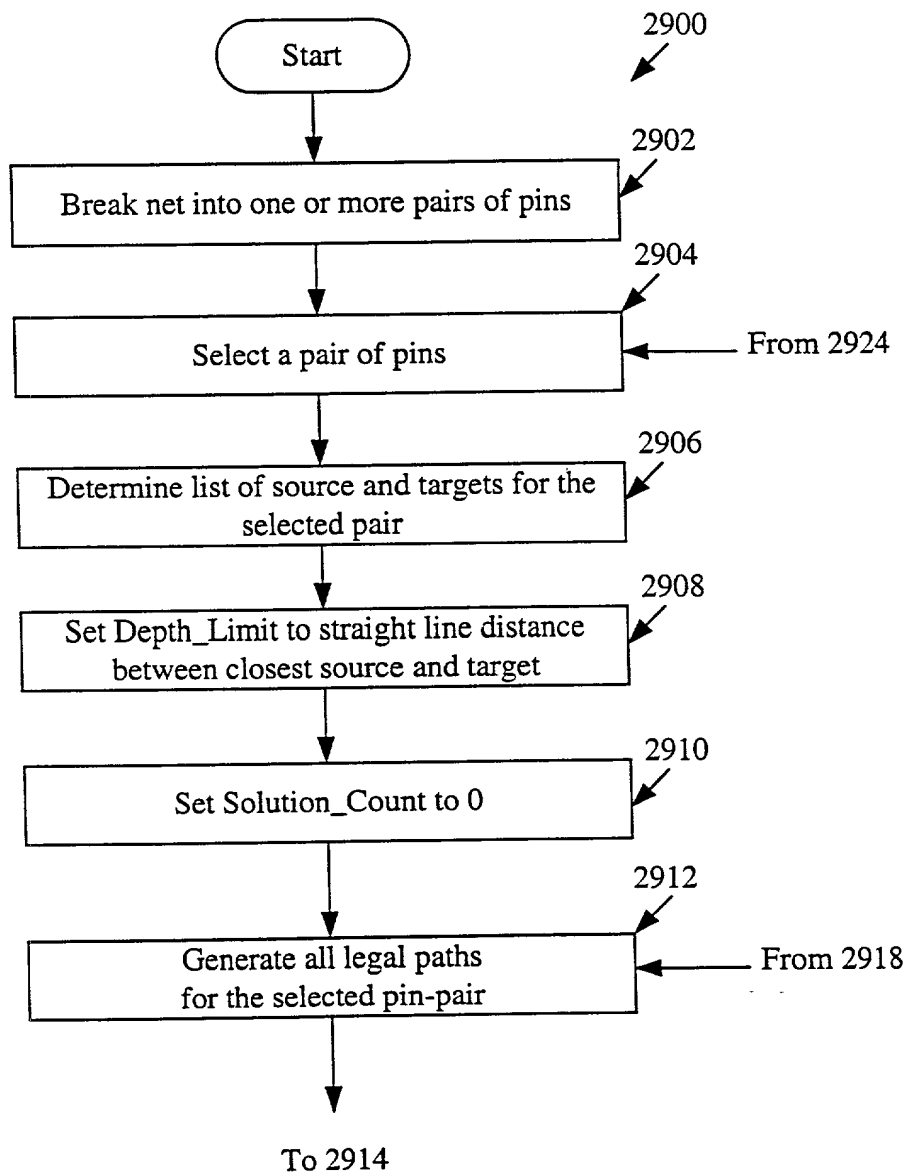 2900
Start
2902
Break net into one or more pairs of pins
2904
Select a pair of pins
From 2924
2906
Determine list of source and targets for the
selected pair
2908
Set Depth_Limit to straight line distance
between closest source and target
2910
Set Solution_Count to 0
2912
Generate all legal paths
for the selected pin-pair
From 2918
To 2914